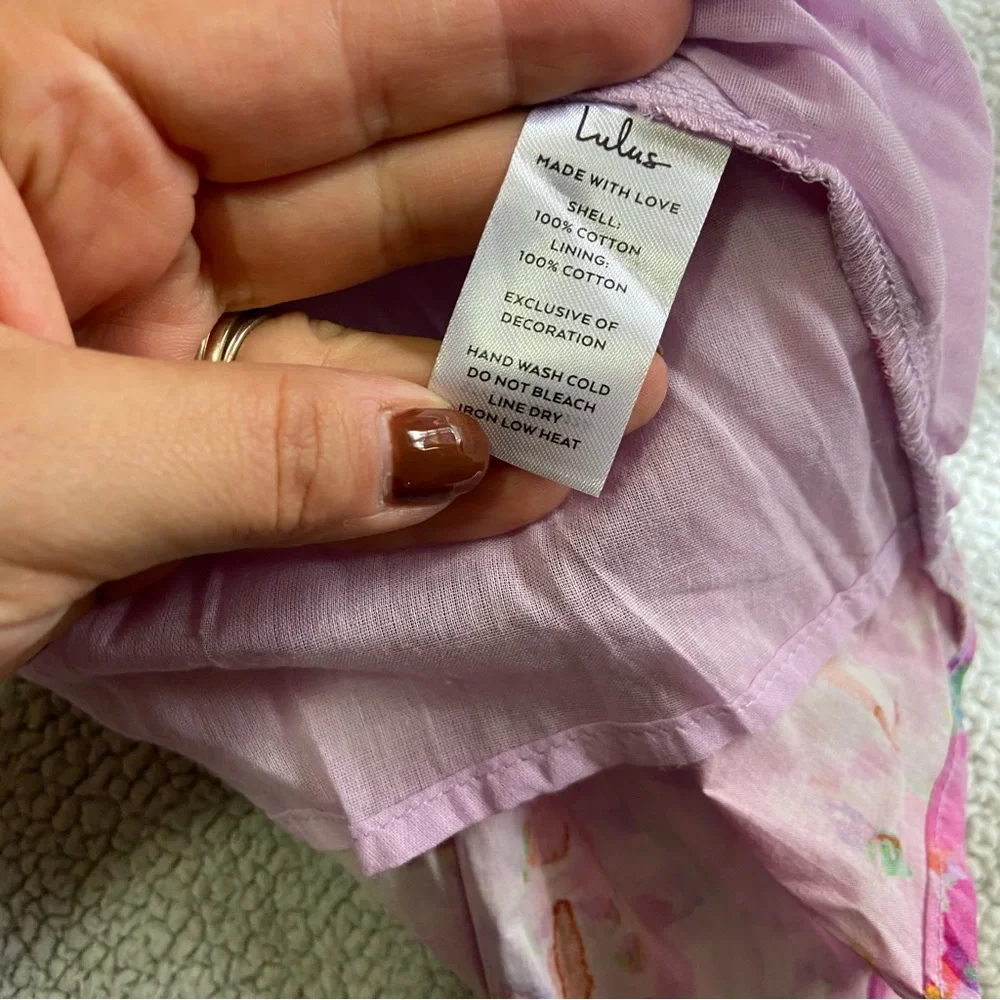 Lulus
MADE WITH LOVE
SHELL:
100% COTTON
LINING:
100% COTTON
EXCLUSIVE OF
DECORATION
HAND WASH COLD
DO NOT BLEACH
LINE DRY
IRON LOW HEAT